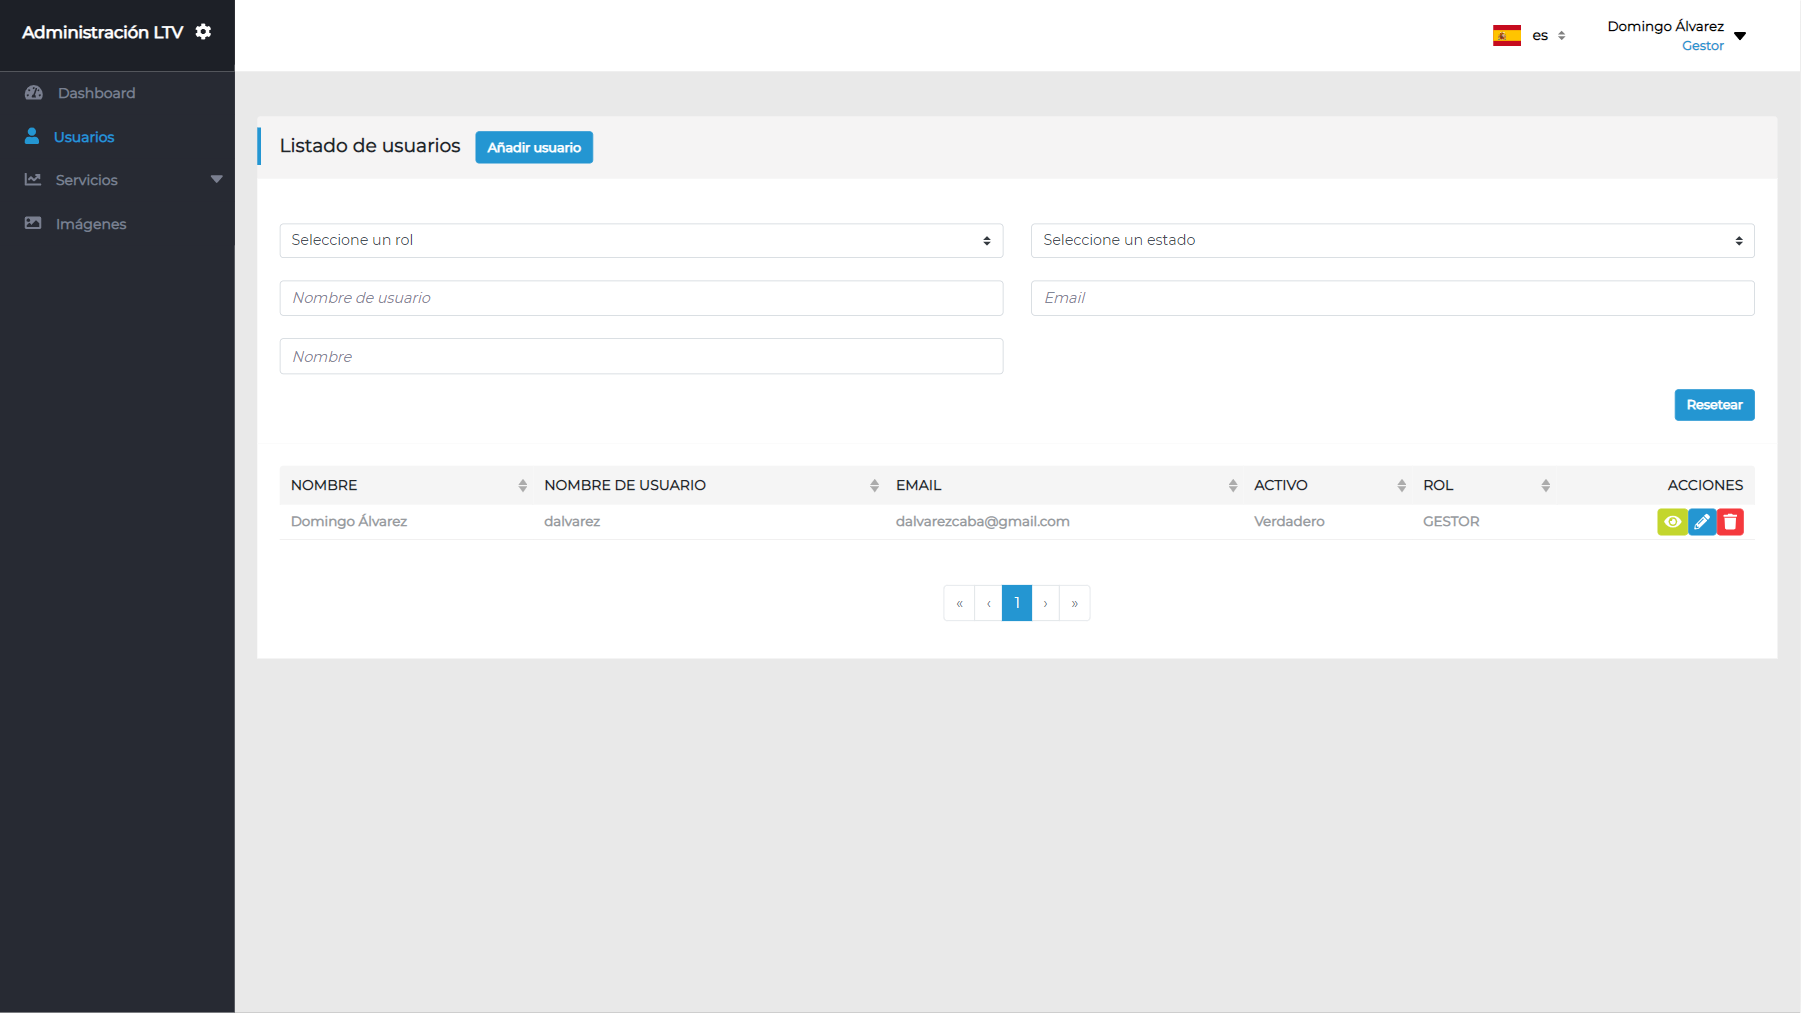 Administración LTV
es
Domingo Álvarez
Gestor
Dashboard
Usuarios
Servicios
Imágenes
Listado de usuarios
Añadir usuario
Seleccione un rol
Seleccione un estado
Nombre de usuario
Email
Nombre
Resetear
NOMBRE NOMBRE DE USUARIO EMAIL ACTIVO ROL ACCIONES
Domingo Álvarez dalvarez dalvarezcaba@gmail.com Verdadero GESTOR
« ‹ 1 › »